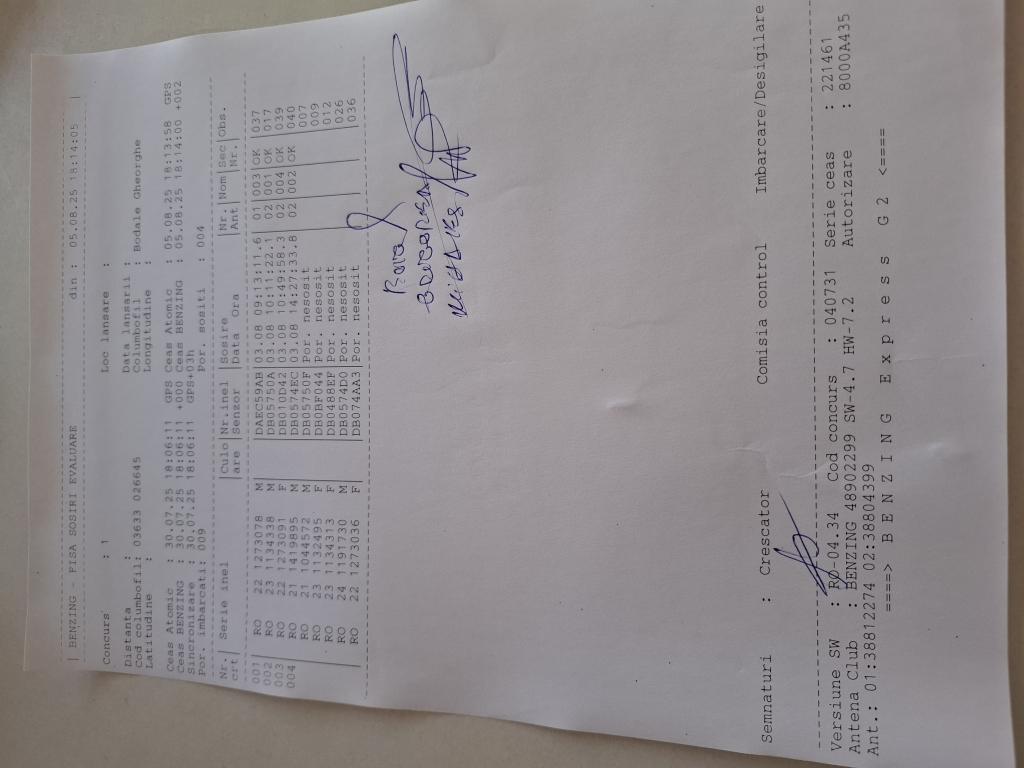 | BENZING - FISA SOSIRI EVALUARE din : 05.08.25 18:14:05 |
Concurs : 1 Loc lansare :
Distanta : Data lansarii :
Cod columbofil: 03633 026645 Columbofil : Bodale Gheorghe
Latitudine : Longitudine :
Ceas Atomic : 30.07.25 18:06:11 GPS Ceas Atomic : 05.08.25 18:13:58 GPS
Ceas BENZING : 30.07.25 18:06:11 +000 Ceas BENZING : 05.08.25 18:14:00 +002
Sincronizare : 30.07.25 18:06:11 GPS+03h
Por. imbarcati: 009 Por. sositi : 004
Nr.| Serie inel |Culo|Nr.inel |Sosire |Nr. |Nom|Sec|Obs.
crt |are |Senzor |Data Ora |Ant| |Nr.|
001| RO 22 1273078 M |DAEC59AB|03.08 09:13:11.6| 01|003|OK |037
002| RO 23 1134338 M |DB05750A|03.08 10:11:22.1| 02|001|OK |017
003| RO 22 1273091 F |DB010D42|03.08 10:49:58.3| 02|004|OK |039
004| RO 21 1419895 M |DB0574EC|03.08 14:27:33.8| 02|002|OK |040
RO 21 1044572 M |DB05750F|Por. nesosit 007
RO 23 1132495 F |DB0BF044|Por. nesosit 009
RO 23 1134313 F |DB0488EF|Por. nesosit 012
RO 24 1191730 M |DB0574D0|Por. nesosit 026
RO 22 1273036 F |DB074AA3|Por. nesosit 036
Semnaturi : Crescator Comisia control Imbarcare/Desigilare
Versiune SW : RO-04.34 Cod concurs : 040731 Serie ceas : 221461
Antena Club : BENZING 48902299 SW-4.7 HW-7.2 Autorizare : 8000A435
Ant.: 01:38812274 02:38804399
====> B E N Z I N G E x p r e s s G 2 <====